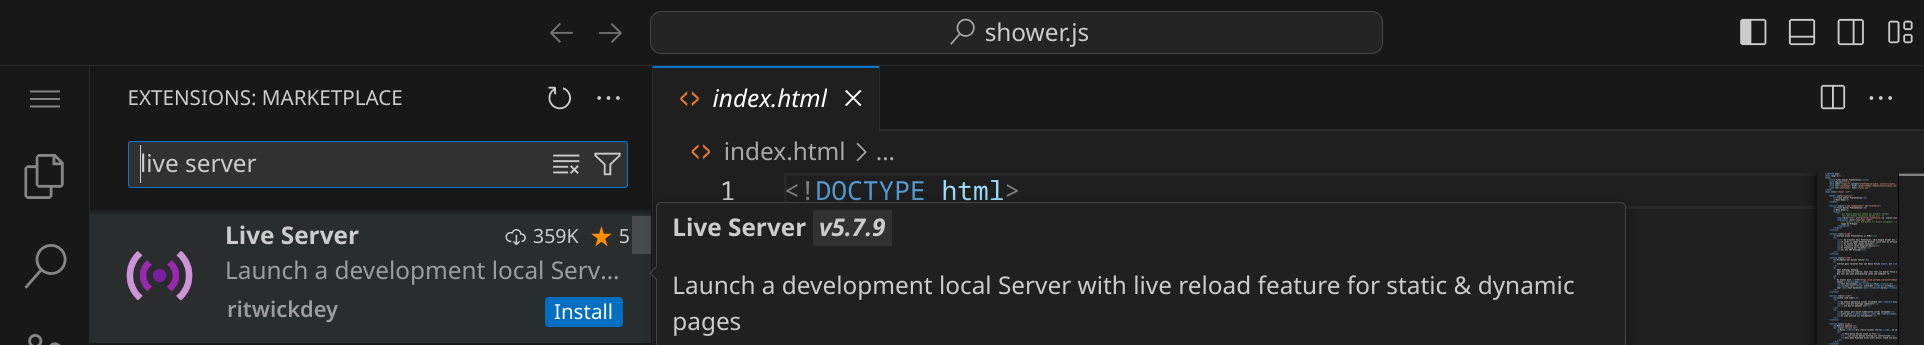 shower.js
EXTENSIONS: MARKETPLACE
live server
Live Server 359K 5
Launch a development local Serv...
ritwickdey Install
index.html
index.html > ...
1 <!DOCTYPE html>
Live Server v5.7.9
Launch a development local Server with live reload feature for static & dynamic
pages